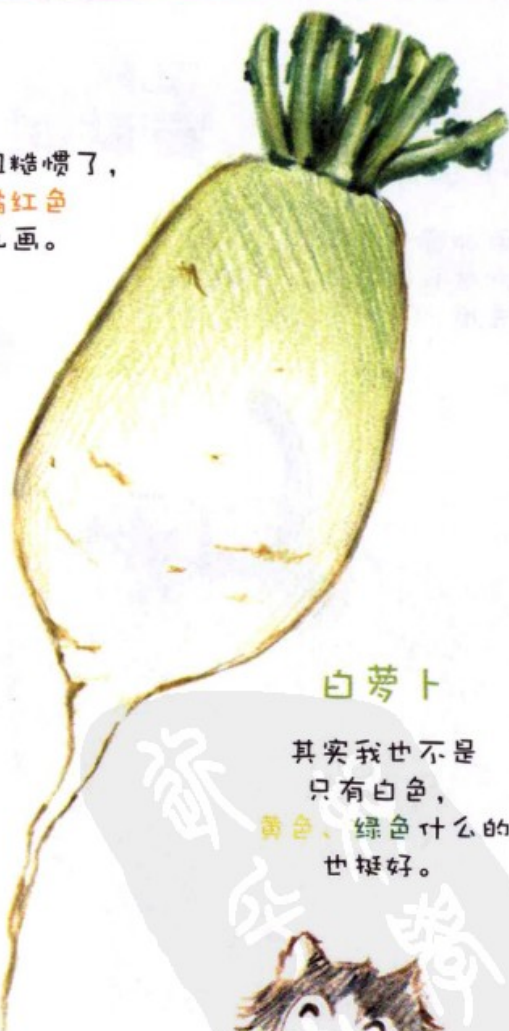 糙惯了，
红色
画。
白萝卜
其实我也不是
只有白色，
黄色、绿色什么的
也挺好。